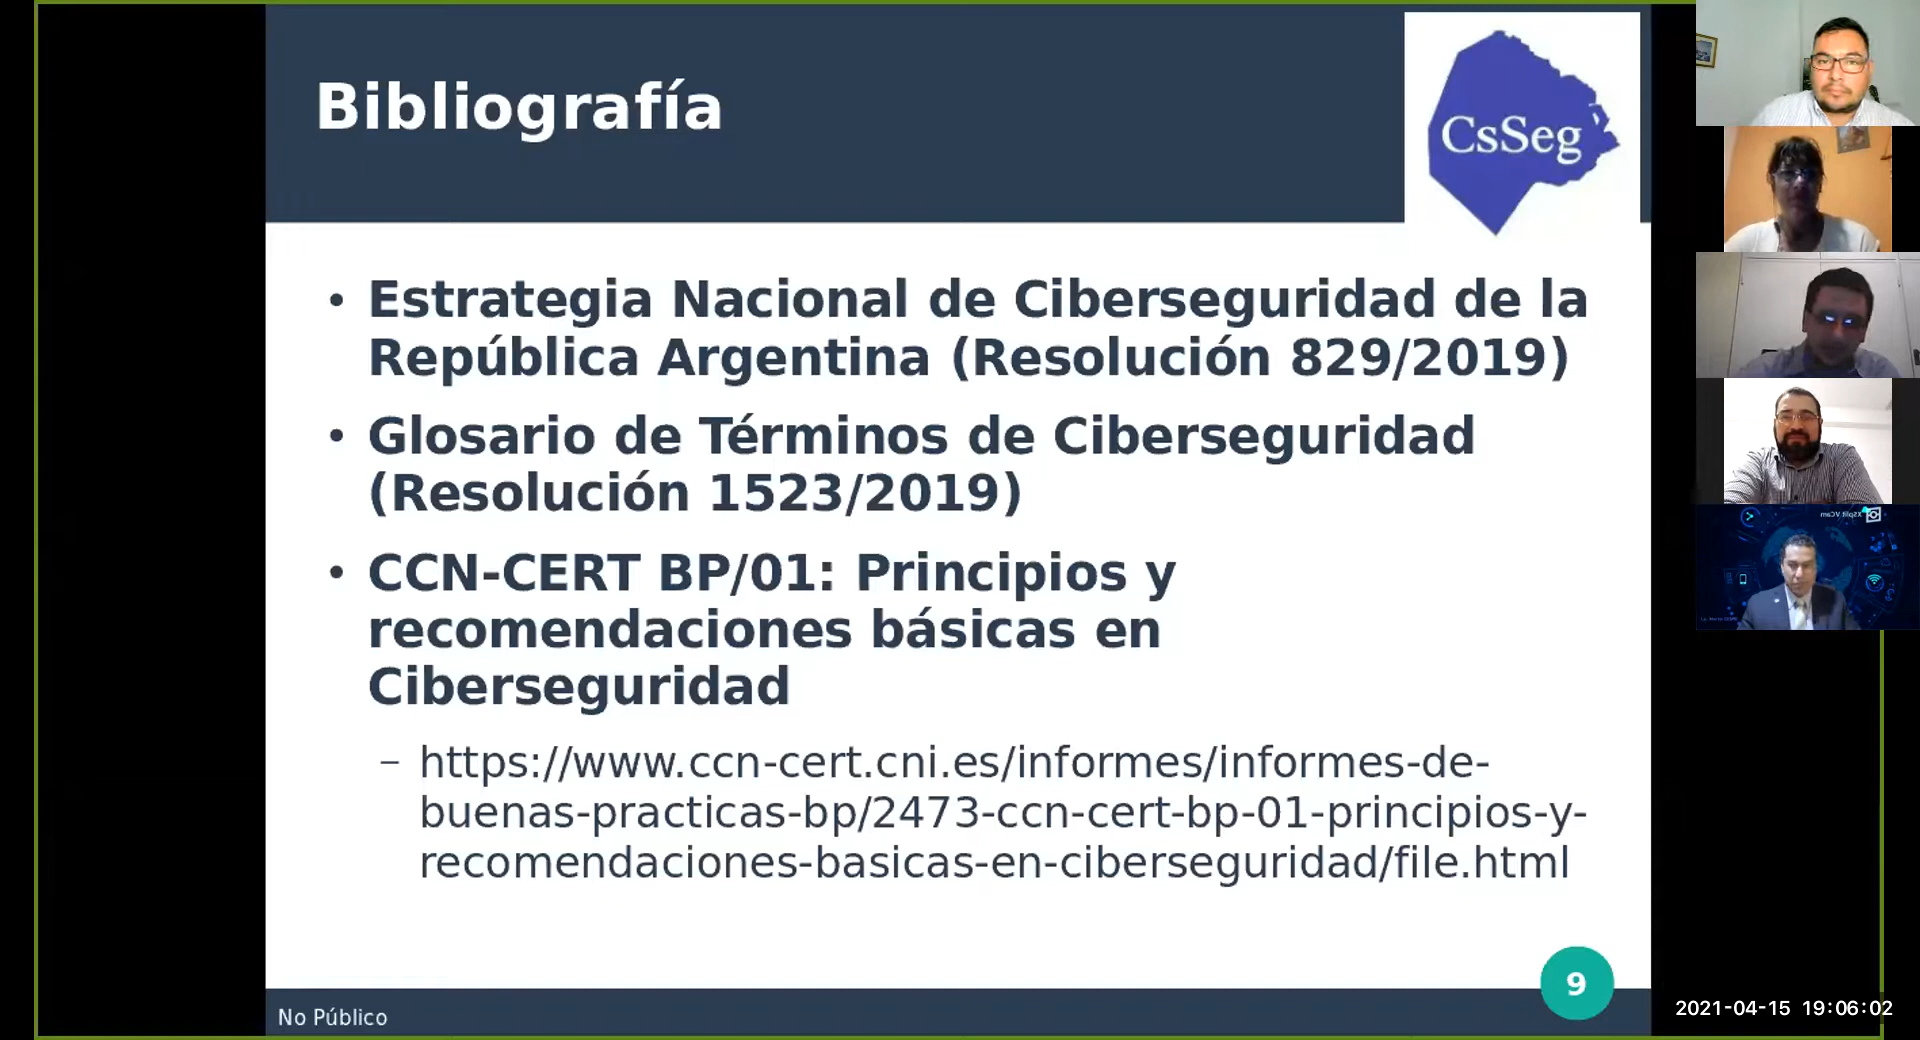 Bibliografía
CsSeg
• Estrategia Nacional de Ciberseguridad de la
República Argentina (Resolución 829/2019)
• Glosario de Términos de Ciberseguridad
(Resolución 1523/2019)
• CCN-CERT BP/01: Principios y
recomendaciones básicas en
Ciberseguridad
– https://www.ccn-cert.cni.es/informes/informes-de-
buenas-practicas-bp/2473-ccn-cert-bp-01-principios-y-
recomendaciones-basicas-en-ciberseguridad/file.html
9
No Público
XSplit VCam
2021-04-15 19:06:02